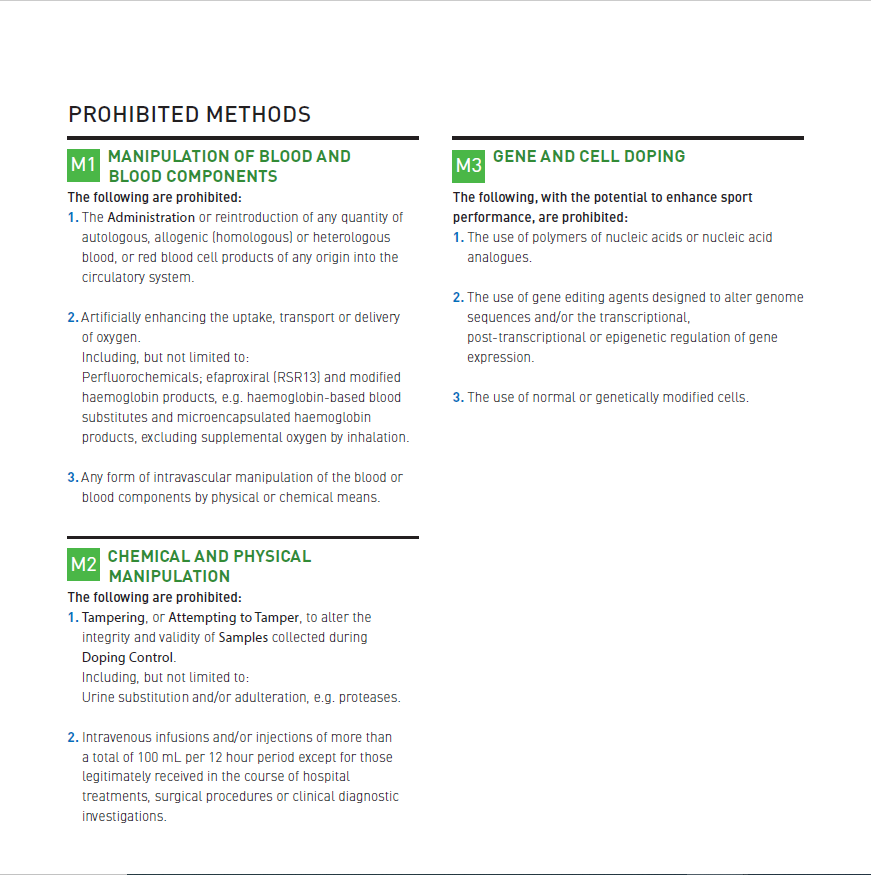 PROHIBITED METHODS
M1 MANIPULATION OF BLOOD AND
BLOOD COMPONENTS
The following are prohibited:
1. The Administration or reintroduction of any quantity of
autologous, allogenic (homologous) or heterologous
blood, or red blood cell products of any origin into the
circulatory system.
2. Artificially enhancing the uptake, transport or delivery
of oxygen.
Including, but not limited to:
Perfluorochemicals; efaproxiral (RSR13) and modified
haemoglobin products, e.g. haemoglobin-based blood
substitutes and microencapsulated haemoglobin
products, excluding supplemental oxygen by inhalation.
3. Any form of intravascular manipulation of the blood or
blood components by physical or chemical means.
M2 CHEMICAL AND PHYSICAL
MANIPULATION
The following are prohibited:
1. Tampering, or Attempting to Tamper, to alter the
integrity and validity of Samples collected during
Doping Control.
Including, but not limited to:
Urine substitution and/or adulteration, e.g. proteases.
2. Intravenous infusions and/or injections of more than
a total of 100 mL per 12 hour period except for those
legitimately received in the course of hospital
treatments, surgical procedures or clinical diagnostic
investigations.
M3 GENE AND CELL DOPING
The following, with the potential to enhance sport
performance, are prohibited:
1. The use of polymers of nucleic acids or nucleic acid
analogues.
2. The use of gene editing agents designed to alter genome
sequences and/or the transcriptional,
post-transcriptional or epigenetic regulation of gene
expression.
3. The use of normal or genetically modified cells.